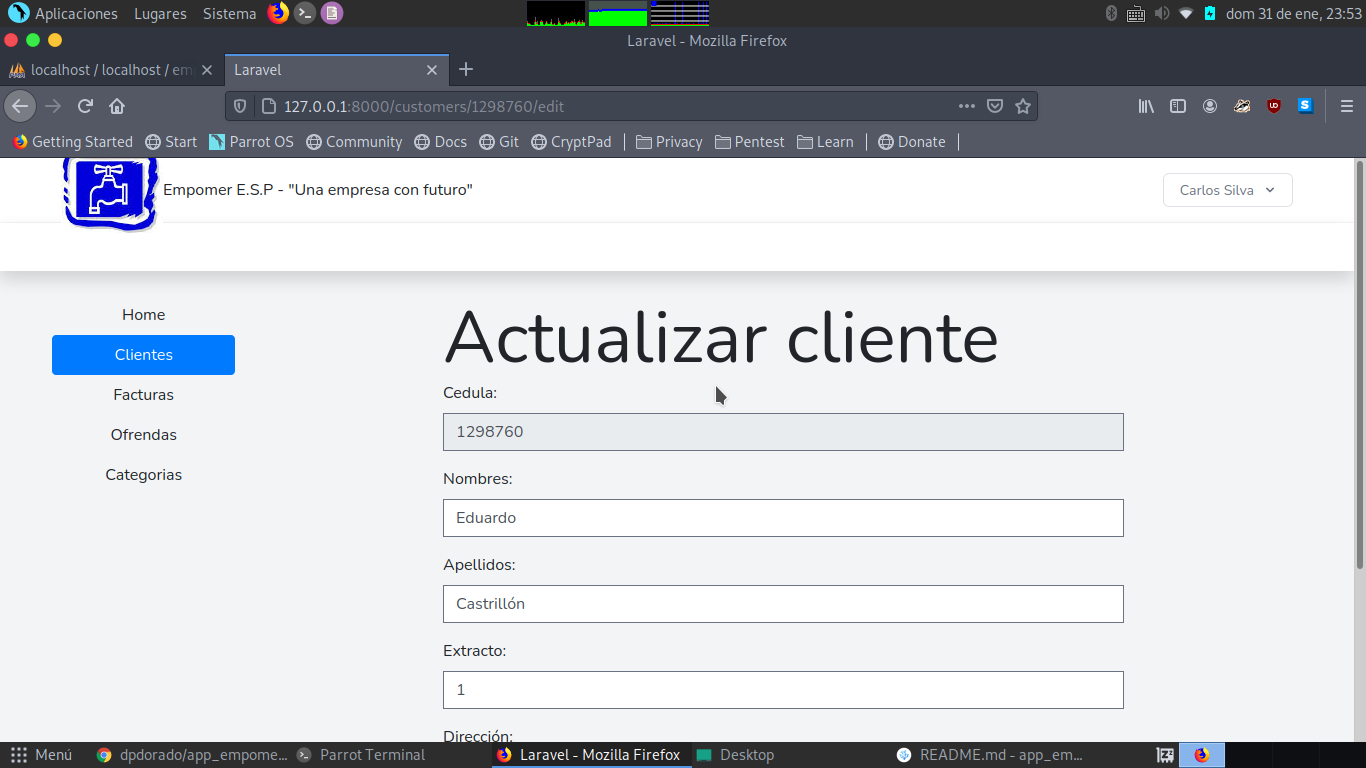 Aplicaciones Lugares Sistema dom 31 de ene, 23:53
Laravel - Mozilla Firefox
localhost / localhost / em Laravel
127.0.0.1:8000/customers/1298760/edit
Getting Started Start Parrot OS Community Docs Git CryptPad Privacy Pentest Learn Donate
Empomer E.S.P - "Una empresa con futuro" Carlos Silva
Home
Clientes
Facturas
Ofrendas
Categorias
Actualizar cliente
Cedula:
1298760
Nombres:
Eduardo
Apellidos:
Castrillón
Extracto:
1
Dirección:
Menú dpdorado/app_empome... Parrot Terminal Laravel - Mozilla Firefox Desktop README.md - app_em...